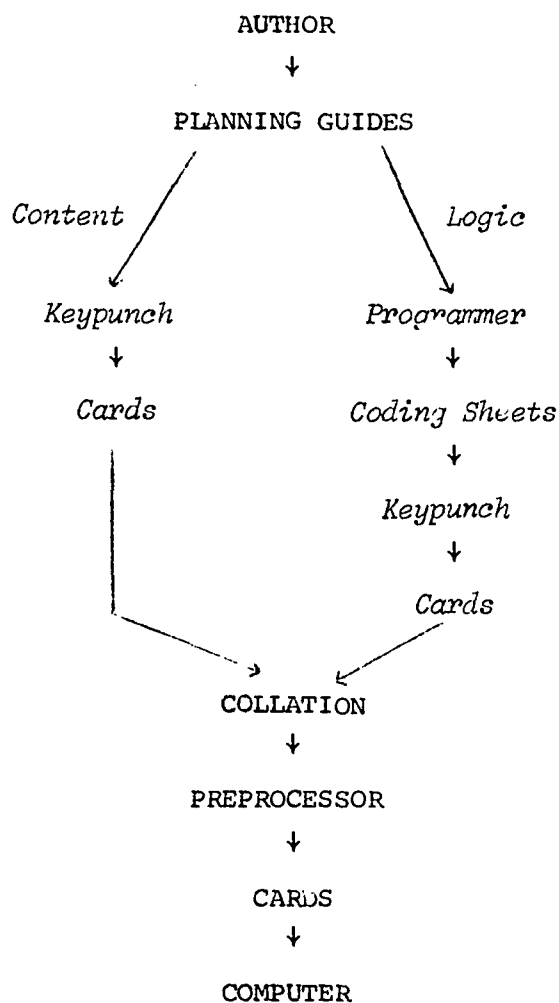 AUTHOR
PLANNING GUIDES
Content Logic
Keypunch Programmer
Cards Coding Sheets
Keypunch
Cards
COLLATION
PREPROCESSOR
CARDS
COMPUTER